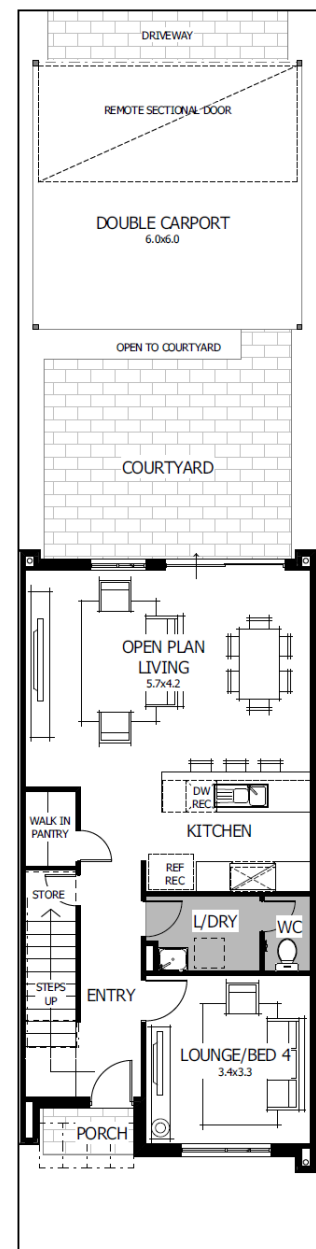 DRIVEWAY
REMOTE SECTIONAL DOOR
DOUBLE CARPORT
6.0x6.0
OPEN TO COURTYARD
COURTYARD
OPEN PLAN
LIVING
5.7x4.2
DW
REC
WALK IN
PANTRY
KITCHEN
REF
REC
STORE
L/DRY
WC
STEPS
UP
ENTRY
LOUNGE/BED 4
3.4x3.3
PORCH